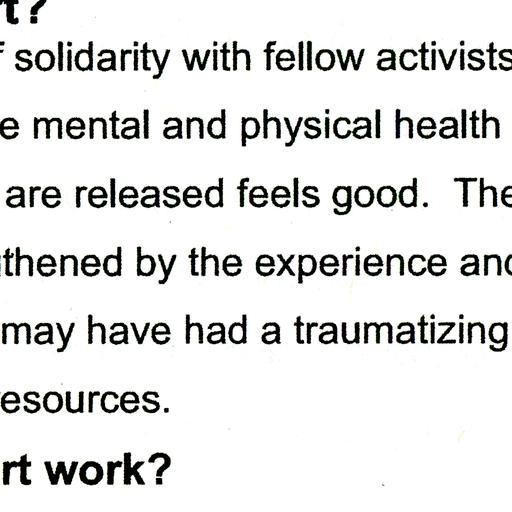 t?
f solidarity with fellow activists
e mental and physical health
are released feels good.  The
thened by the experience and
may have had a traumatizing
esources.
rt work?